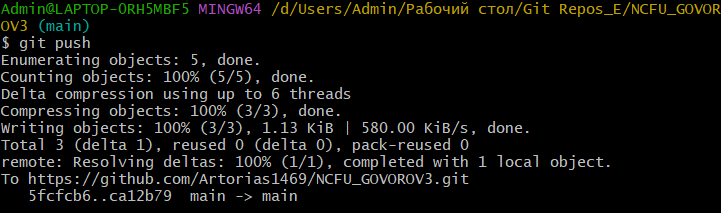 Admin@LAPTOP-0RH5MBF5 MINGW64 /d/Users/Admin/Рабочий стол/Git Repos_E/NCFU_GOVOR
OV3 (main)
$ git push
Enumerating objects: 5, done.
Counting objects: 100% (5/5), done.
Delta compression using up to 6 threads
Compressing objects: 100% (3/3), done.
Writing objects: 100% (3/3), 1.13 KiB | 580.00 KiB/s, done.
Total 3 (delta 1), reused 0 (delta 0), pack-reused 0
remote: Resolving deltas: 100% (1/1), completed with 1 local object.
To https://github.com/Artorias1469/NCFU_GOVOROV3.git
   5fcfcb6..ca12b79  main -> main